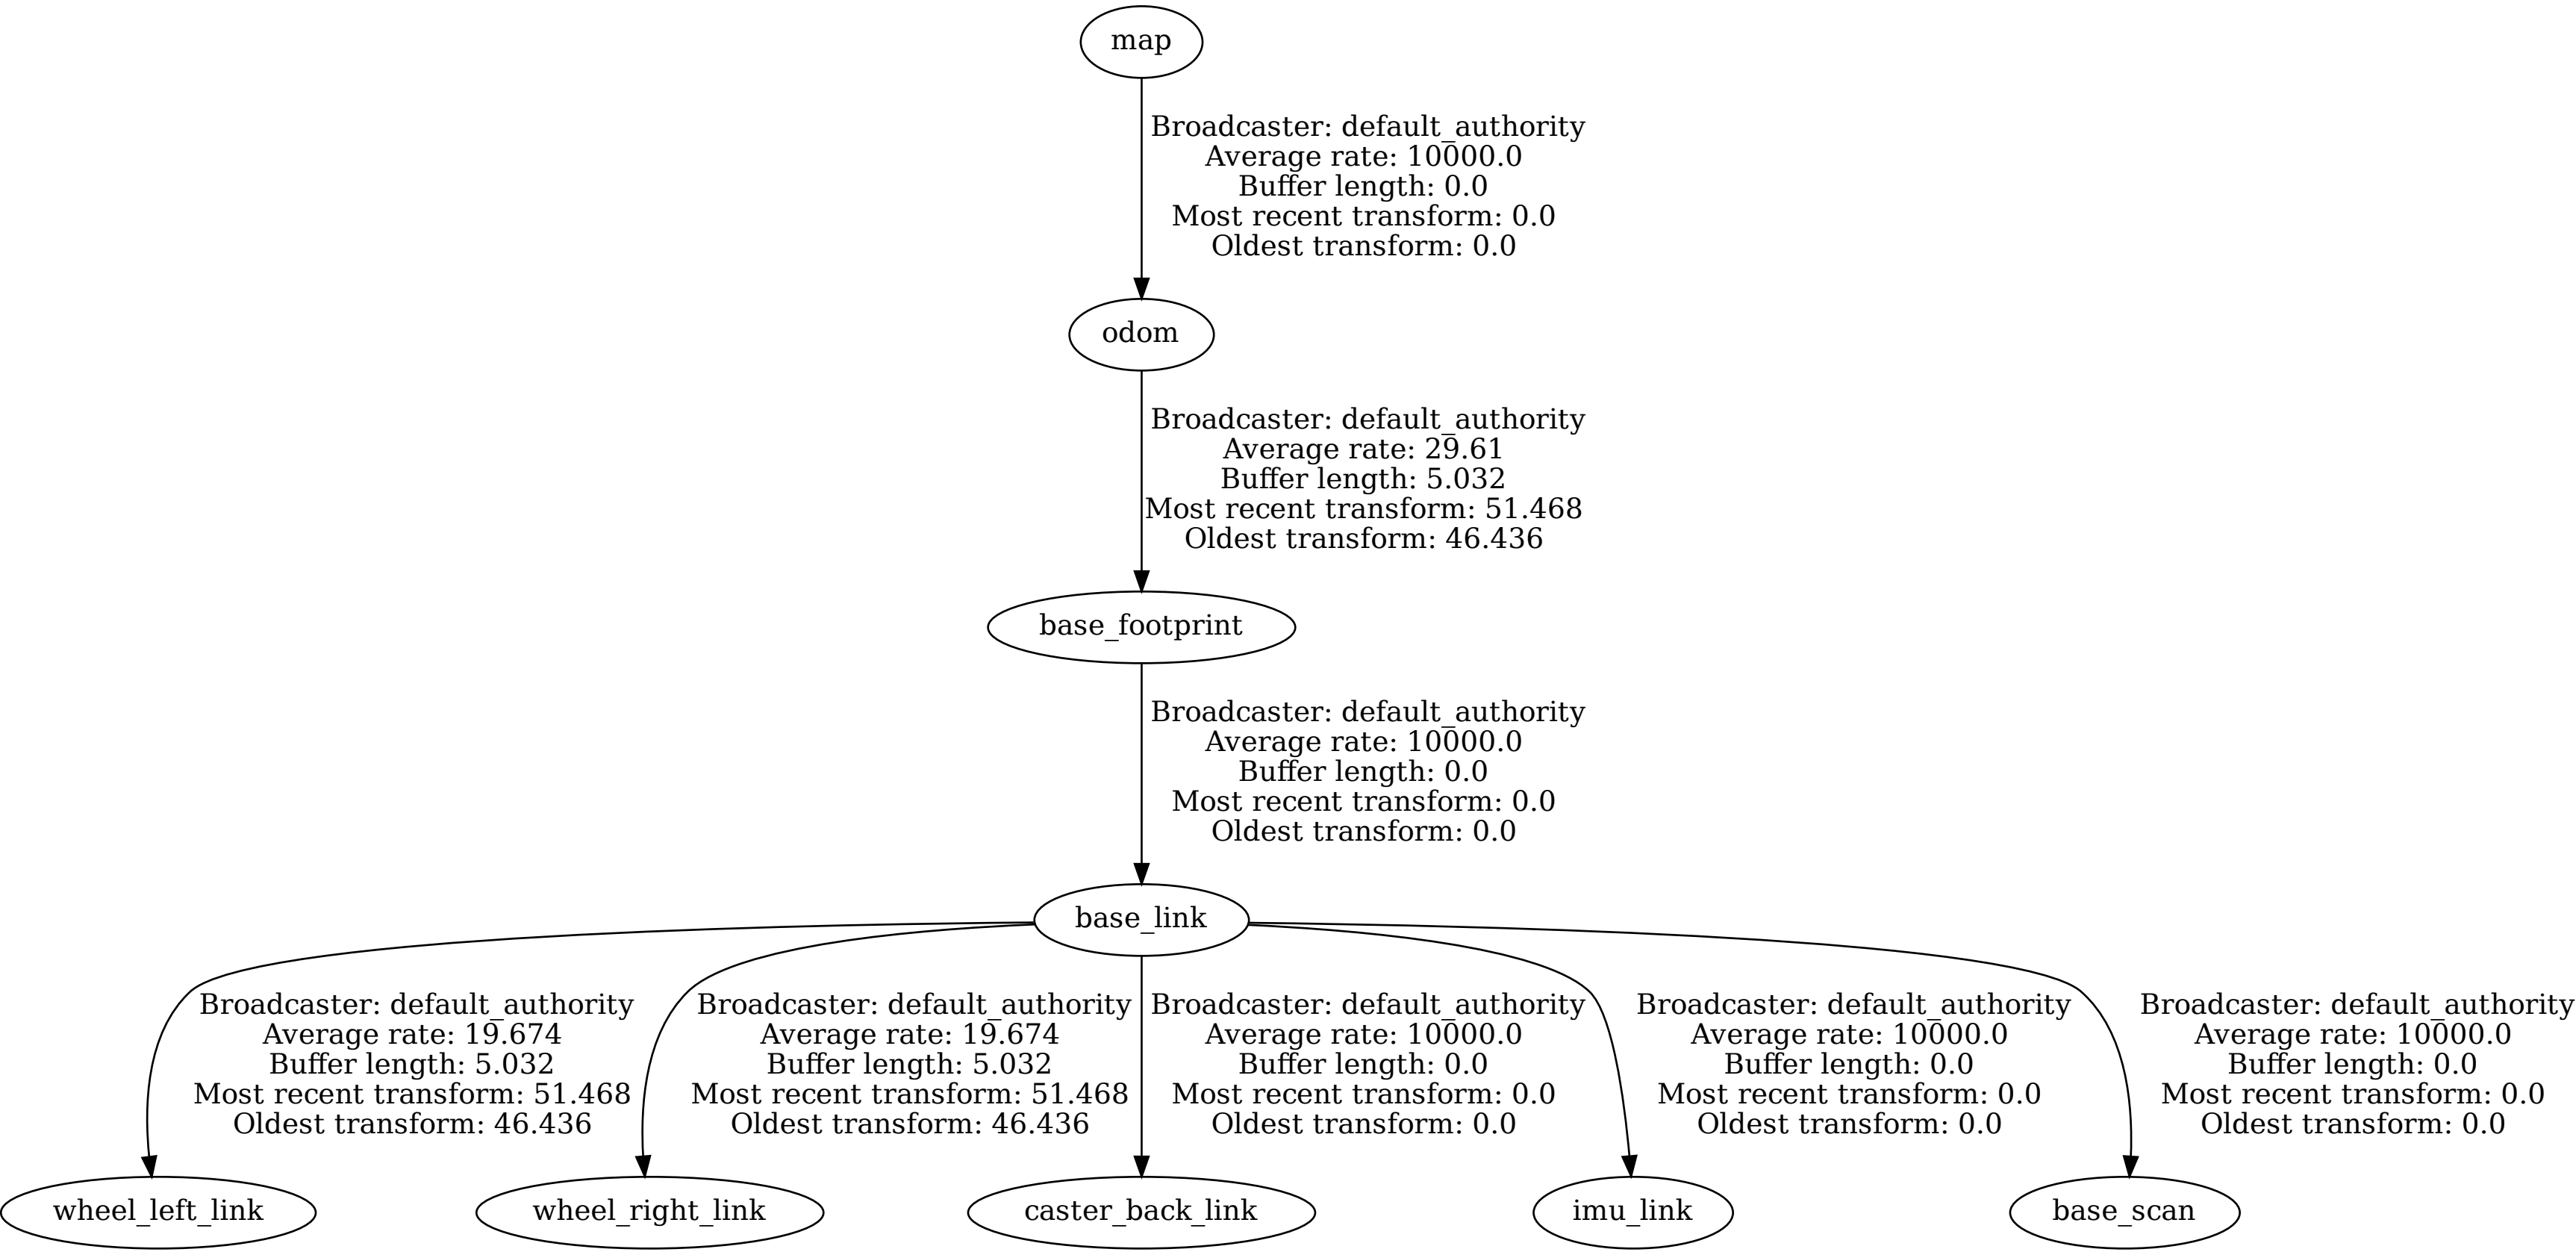 map
Broadcaster: default_authority
Average rate: 10000.0
Buffer length: 0.0
Most recent transform: 0.0
Oldest transform: 0.0
odom
Broadcaster: default_authority
Average rate: 29.61
Buffer length: 5.032
Most recent transform: 51.468
Oldest transform: 46.436
base_footprint
Broadcaster: default_authority
Average rate: 10000.0
Buffer length: 0.0
Most recent transform: 0.0
Oldest transform: 0.0
base_link
Broadcaster: default_authority
Average rate: 19.674
Buffer length: 5.032
Most recent transform: 51.468
Oldest transform: 46.436
Broadcaster: default_authority
Average rate: 19.674
Buffer length: 5.032
Most recent transform: 51.468
Oldest transform: 46.436
Broadcaster: default_authority
Average rate: 10000.0
Buffer length: 0.0
Most recent transform: 0.0
Oldest transform: 0.0
Broadcaster: default_authority
Average rate: 10000.0
Buffer length: 0.0
Most recent transform: 0.0
Oldest transform: 0.0
Broadcaster: default_authority
Average rate: 10000.0
Buffer length: 0.0
Most recent transform: 0.0
Oldest transform: 0.0
wheel_left_link
wheel_right_link
caster_back_link
imu_link
base_scan